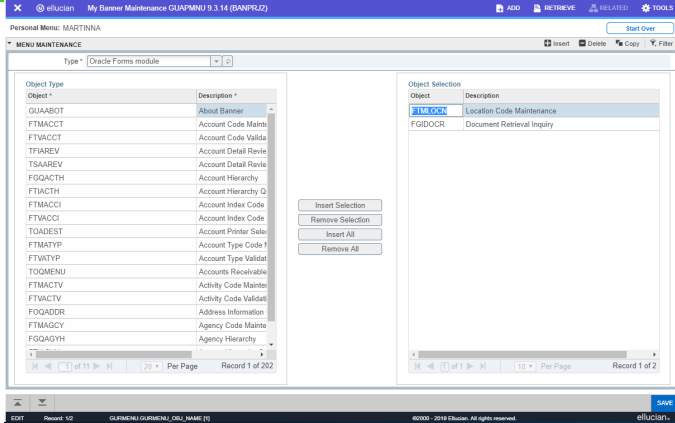 ellucian My Banner Maintenance GUAPMNU 9.3.14 (BANPRJ2) ADD RETRIEVE RELATED TOOLS
Personal Menu: MARTINNA Start Over
MENU MAINTENANCE Insert Delete Copy Filter
Type * Oracle Forms module
Object Type Object Selection
Object * Description * Object Description
GUAABOT About Banner FTMLOCN Location Code Maintenance
FTMACCT Account Code Mainte FGIDOCR Document Retrieval Inquiry
FTVACCT Account Code Valida
TFIAREV Account Detail Revie
TSAAREV Account Detail Revie
FGQACTH Account Hierarchy
FTIACTH Account Hierarchy Q
FTMACCI Account Index Code Insert Selection
FTVACCI Account Index Code Remove Selection
TOADEST Account Printer Selec Insert All
FTMATYP Account Type Code M Remove All
FTVATYP Account Type Validat
TOQMENU Accounts Receivable
FTMACTV Activity Code Mainten
FTVACTV Activity Code Validati
FOQADDR Address Information
FTMAGCY Agency Code Mainte
FGQAGYH Agency Hierarchy
1 of 11 20 Per Page Record 1 of 202 1 of 1 18 Per Page Record 1 of 2
SAVE
EDIT Record: 1/2 GURMENU.GURMENU_OBJ_NAME [1] ©2000 - 2019 Ellucian. All rights reserved. ellucian